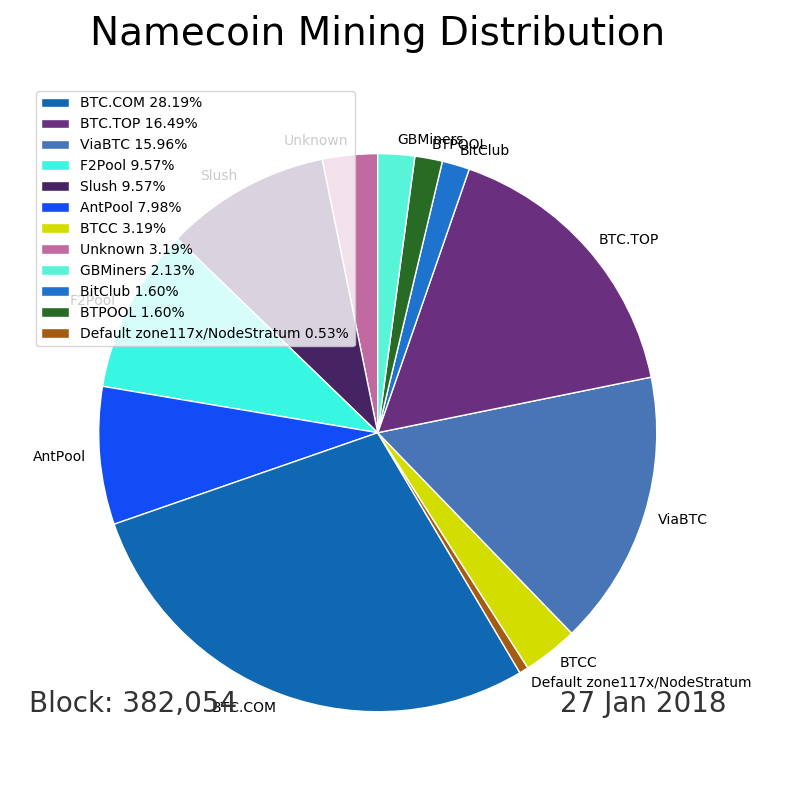 Namecoin Mining Distribution
BTC.COM 28.19%
BTC.TOP 16.49%
ViaBTC 15.96%
F2Pool 9.57%
Slush 9.57%
AntPool 7.98%
BTCC 3.19%
Unknown 3.19%
GBMiners 2.13%
BitClub 1.60%
BTPOOL 1.60%
Default zone117x/NodeStratum 0.53%
Unknown
GBMiners
BTPOOL
BitClub
Slush
BTC.TOP
F2Pool
AntPool
ViaBTC
BTCC
Default zone117x/NodeStratum
BTC.COM
Block: 382,054
27 Jan 2018